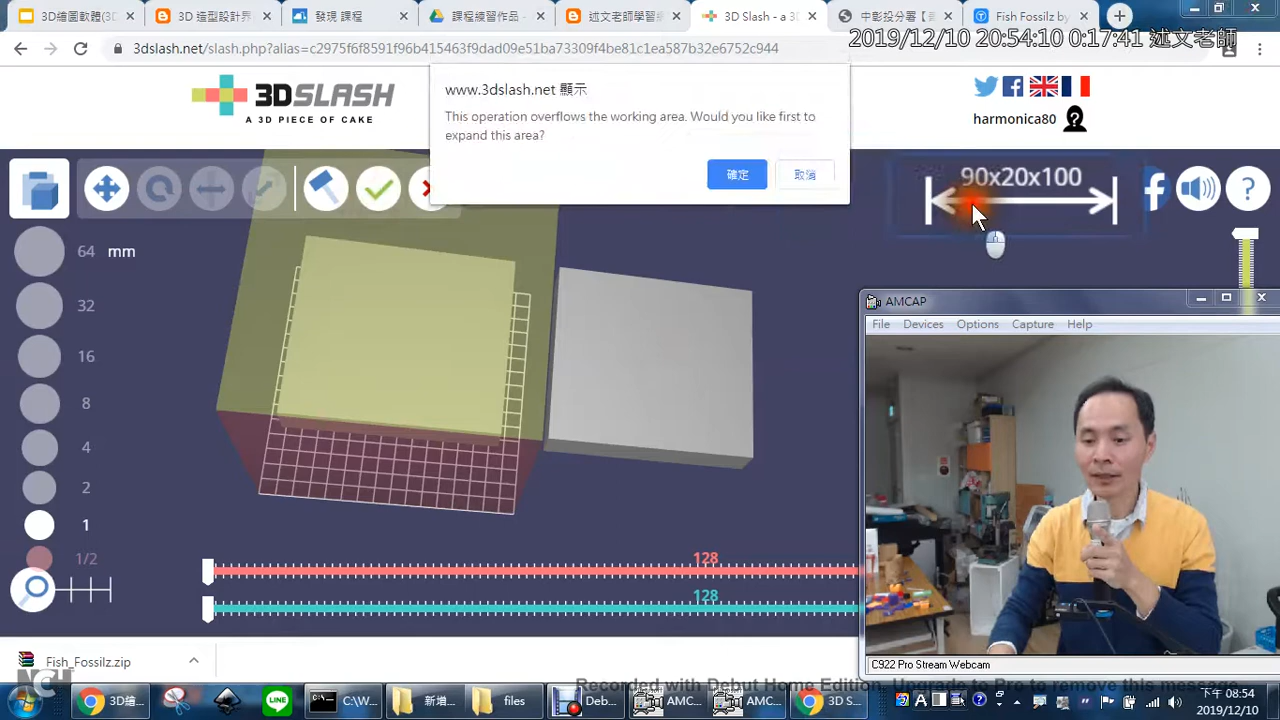 3D繪圖軟體(3D
3D 造型設計界
發現 課程
課程練習作品 -
述文老師學習網
3D Slash - a 3D
中彰投分署【
Fish Fossilz by
3dslash.net/slash.php?alias=c2975f6f8591f96b415463f9dad09e51ba73309f4be81c1ea587b32e6752c944
2019/12/10 20:54:10 0:17:41 述文老師
3DSLASH
A 3D PIECE OF CAKE
www.3dslash.net 顯示
This operation overflows the working area. Would you like first to
expand this area?
確定
取消
harmonica80
90x20x100
64 mm
32
16
8
4
2
1
1/2
128
128
AMCAP
File Devices Options Capture Help
C922 Pro Stream Webcam
Fish_Fossilz.zip
NCH
Recorded with Debut Home Edition. Upgrade to Pro to remove this message.
3D繪
LINE
C:\W...
新增
files
Deb...
AMC...
AMC...
3D S...
下午 08:54
2019/12/10